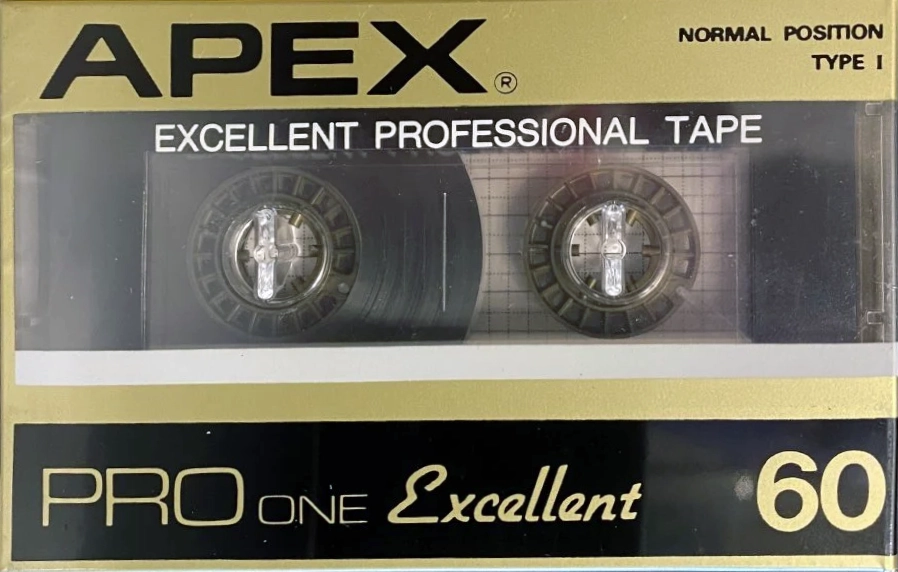 APEX®
NORMAL POSITION
TYPE I
EXCELLENT PROFESSIONAL TAPE
PRO ONE Excellent 60